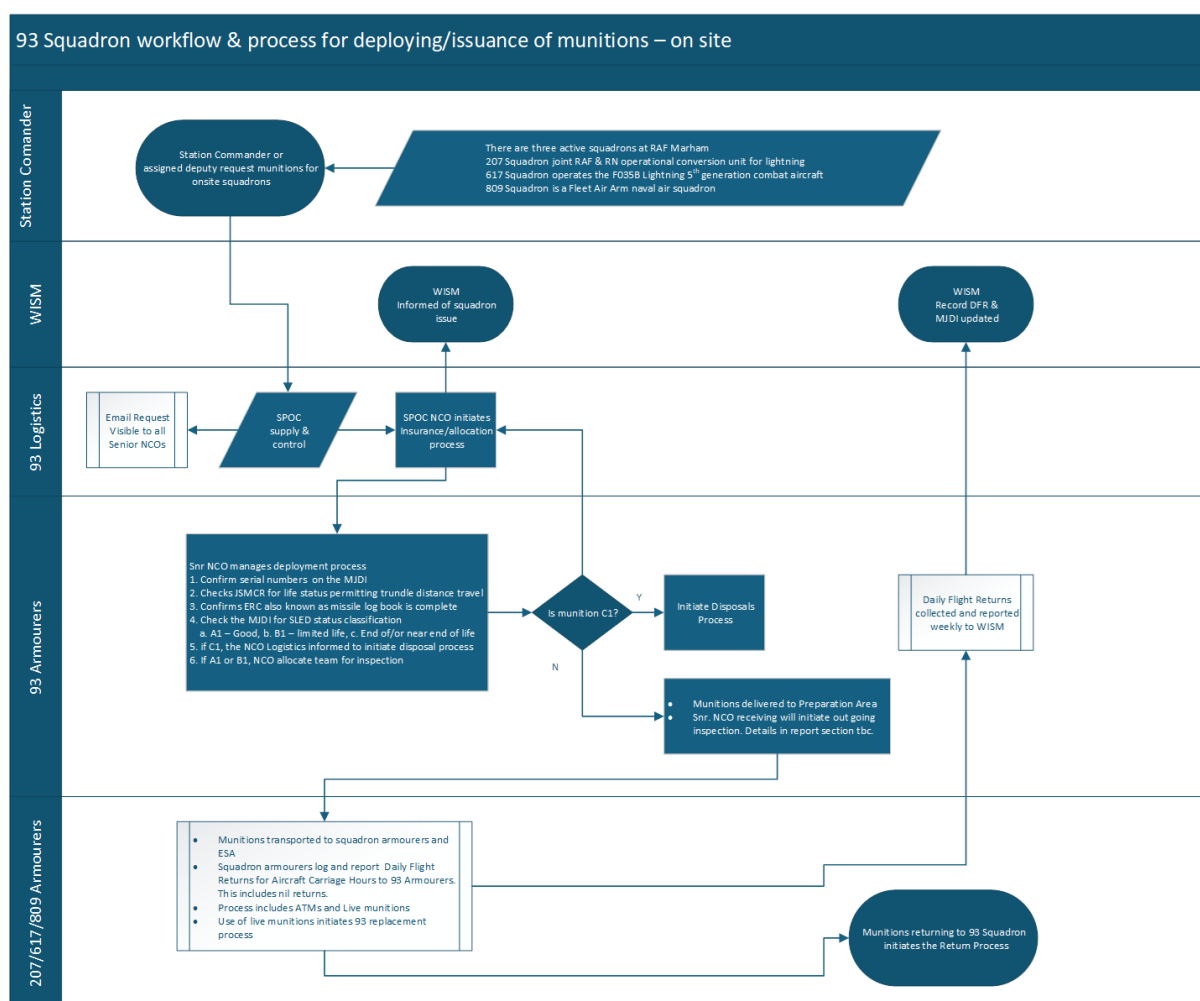 93 Squadron workflow & process for deploying/issuance of munitions – on site
Station Comander
Station Commander or
assigned deputy request munitions for
onsite squadrons
There are three active squadrons at RAF Marham
207 Squadron joint RAF & RN operational conversion unit for lightning
617 Squadron operates the F035B Lightning 5th generation combat aircraft
809 Squadron is a Fleet Air Arm naval air squadron
WISM
WISM
Informed of squadron
issue
WISM
Record DFR &
MJDI updated
93 Logistics
Email Request
Visible to all
Senior NCOs
SPOC
supply &
control
SPOC NCO initiates
Insurance/allocation
process
93 Armourers
Snr NCO manages deployment process
1. Confirm serial numbers on the MJDI
2. Checks JSMCR for life status permitting trundle distance travel
3. Confirms ERC also known as missile log book is complete
4. Check the MJDI for SLED status classification
a. A1 – Good, b. B1 – limited life, c. End of/or near end of life
5. if C1, the NCO Logistics informed to initiate disposal process
6. If A1 or B1, NCO allocate team for inspection
Is munition C1?
Y
N
Initiate Disposals
Process
Daily Flight Returns
collected and reported
weekly to WISM
• Munitions delivered to Preparation Area
• Snr. NCO receiving will initiate out going
inspection. Details in report section tbc.
207/617/809 Armourers
• Munitions transported to squadron armourers and
ESA
• Squadron armourers log and report Daily Flight
Returns for Aircraft Carriage Hours to 93 Armourers.
This includes nil returns.
• Process includes ATMs and Live munitions
• Use of live munitions initiates 93 replacement
process
Munitions returning to 93 Squadron
initiates the Return Process